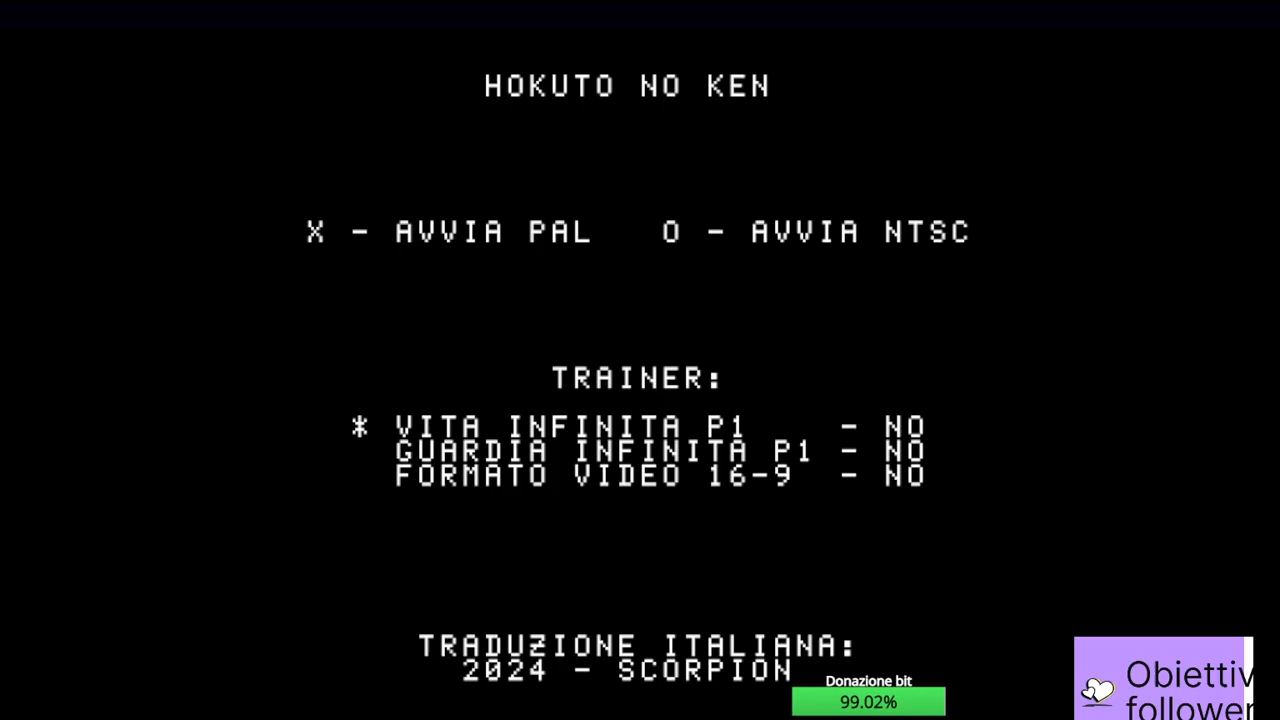 HOKUTO NO KEN
X - AVVIA PAL O - AVVIA NTSC
TRAINER:
* VITA INFINITA P1 - NO
GUARDIA INFINITA P1 - NO
FORMATO VIDEO 16-9 - NO
TRADUZIONE ITALIANA:
2024 - SCORPION
Donazione bit
99.02%
Obiettiv
follower